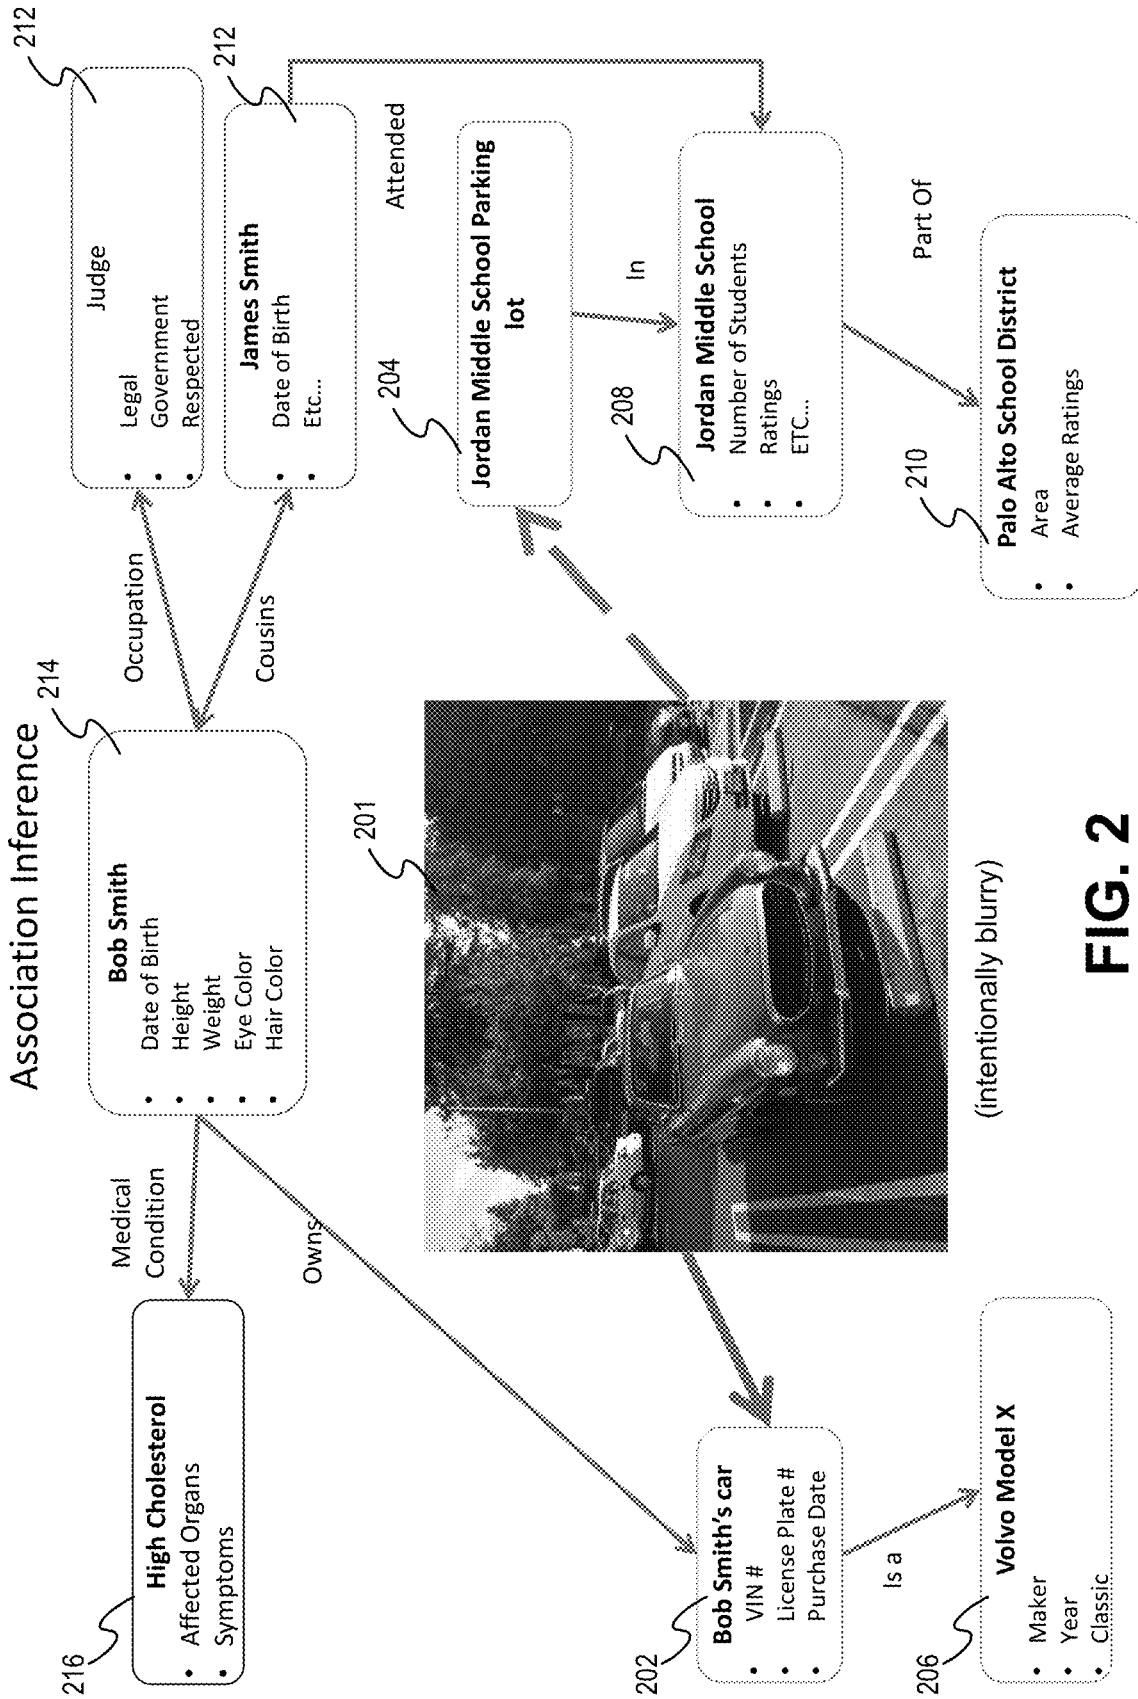 Association Inference
216
High Cholesterol
• Affected Organs
• Symptoms
Medical
Condition
214
Bob Smith
• Date of Birth
• Height
• Weight
• Eye Color
• Hair Color
Occupation
Cousins
212
Judge
• Legal
• Government
• Respected
212
James Smith
• Date of Birth
• Etc...
Owns
Attended
201
204
Jordan Middle School Parking
lot
In
202
Bob Smith's car
• VIN #
• License Plate #
• Purchase Date
208
Jordan Middle School
• Number of Students
• Ratings
• ETC...
Is a
Part Of
206
Volvo Model X
• Maker
• Year
• Classic
(intentionally blurry)
210
Palo Alto School District
• Area
• Average Ratings
FIG. 2